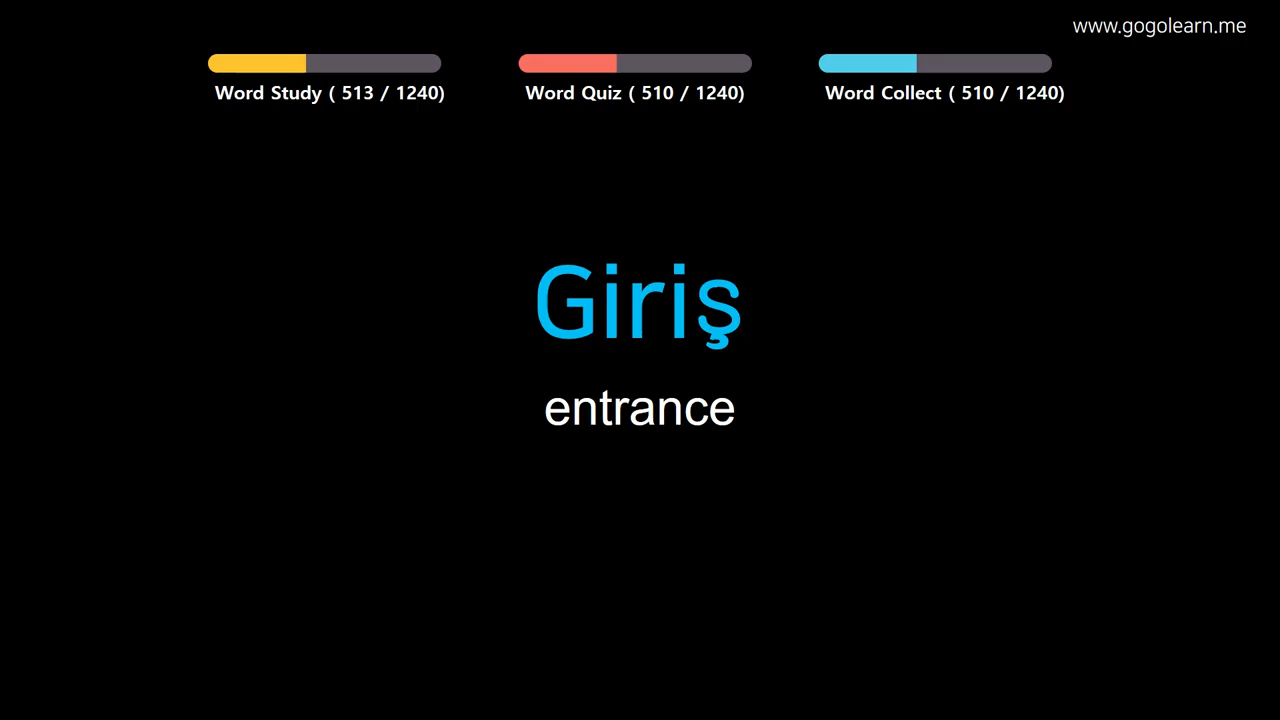 www.gogolearn.me
Word Study ( 513 / 1240)
Word Quiz ( 510 / 1240)
Word Collect ( 510 / 1240)
Giriş
entrance